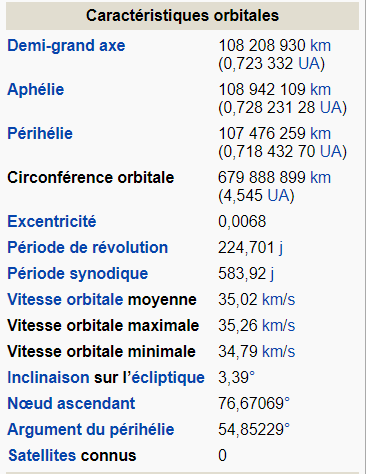 Caractéristiques orbitales
Demi-grand axe 108 208 930 km
(0,723 332 UA)
Aphélie 108 942 109 km
(0,728 231 28 UA)
Périhélie 107 476 259 km
(0,718 432 70 UA)
Circonférence orbitale 679 888 899 km
(4,545 UA)
Excentricité 0,0068
Période de révolution 224,701 j
Période synodique 583,92 j
Vitesse orbitale moyenne 35,02 km/s
Vitesse orbitale maximale 35,26 km/s
Vitesse orbitale minimale 34,79 km/s
Inclinaison sur l’écliptique 3,39°
Nœud ascendant 76,67069°
Argument du périhélie 54,85229°
Satellites connus 0